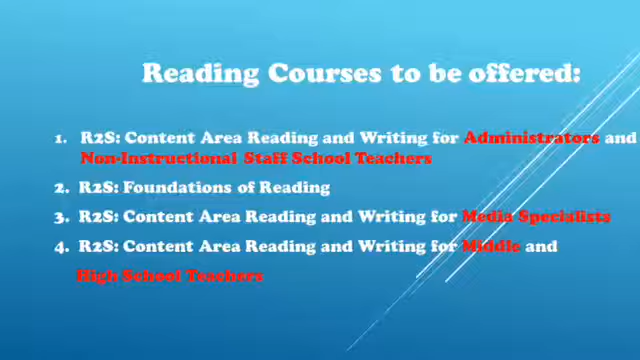 Reading Courses to be offered:
1. R2S: Content Area Reading and Writing for Administrators and
Non-Instructional Staff School Teachers
2. R2S: Foundations of Reading
3. R2S: Content Area Reading and Writing for Media Specialists
4. R2S: Content Area Reading and Writing for Middle and
High School Teachers